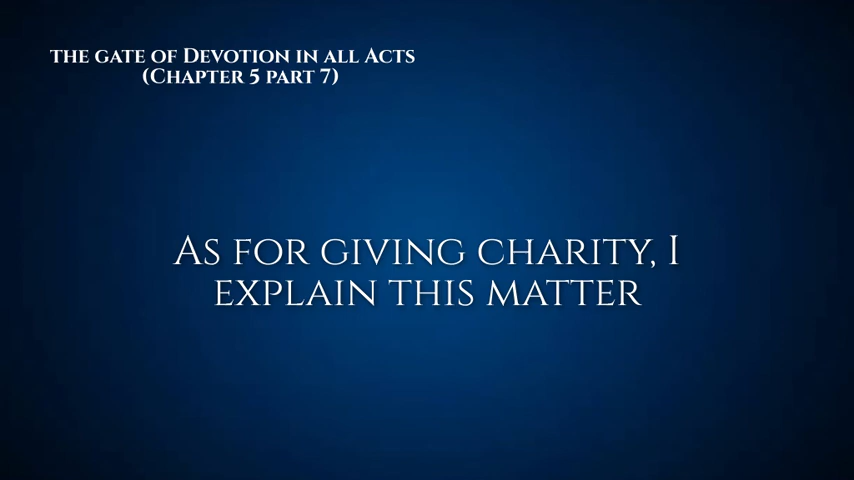 the gate of Devotion in all Acts
(Chapter 5 part 7)
As for giving charity, I
explain this matter